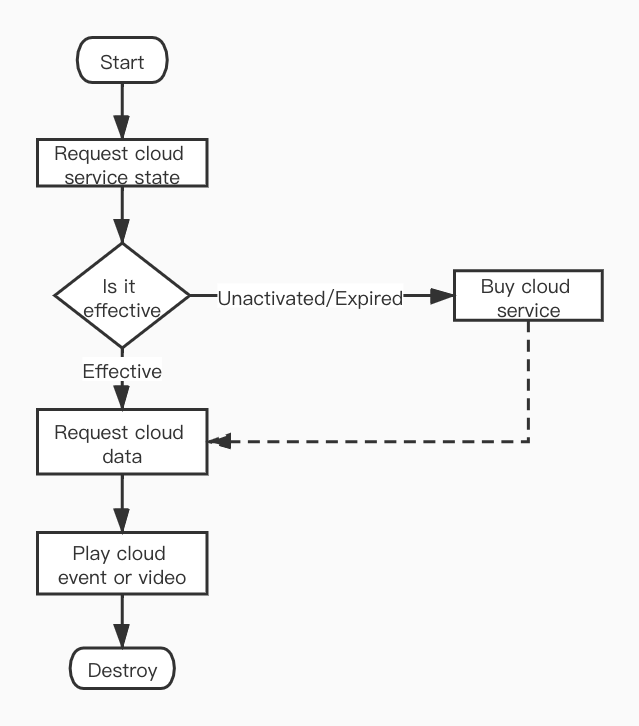 Start
Request cloud
service state
Is it
effective
Unactivated/Expired
Buy cloud
service
Effective
Request cloud
data
Play cloud
event or video
Destroy